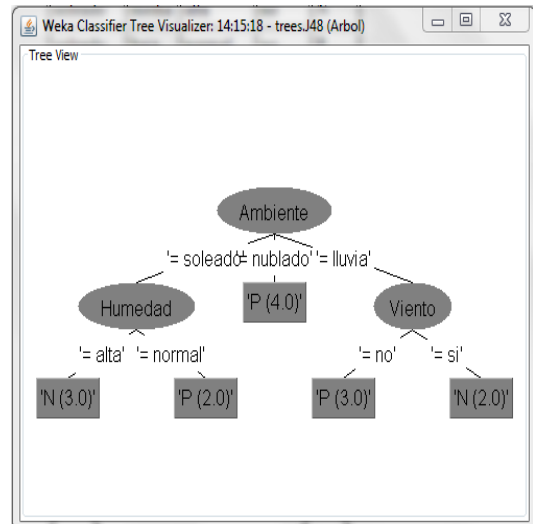 Weka Classifier Tree Visualizer: 14:15:18 - trees.J48 (Arbol)
Tree View
Ambiente
'= soleado' '= nublado' '= lluvia'
Humedad 'P (4.0)' Viento
'= alta' '= normal' '= no' '= si'
'N (3.0)' 'P (2.0)' 'P (3.0)' 'N (2.0)'